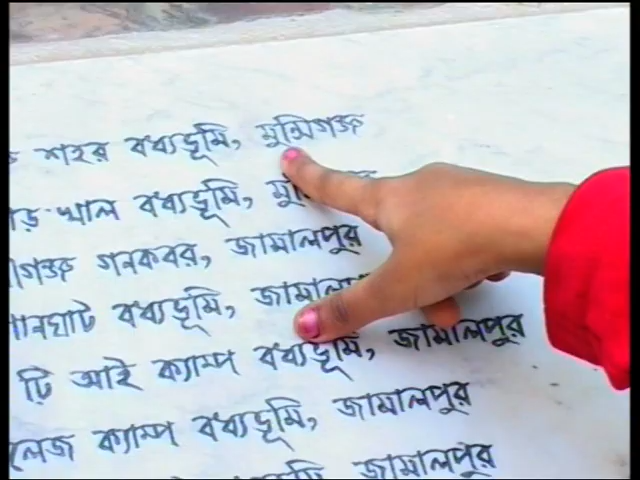 শহর বধ্যভূমি, মুন্সিগঞ্জ
খাল বধ্যভূমি,
গনকবর, জামালপুর
বধ্যভূমি,
টি আই ক্যাম্প বধ্যভূমি, জামালপুর
ক্যাম্প বধ্যভূমি, জামালপুর
জামালপুর